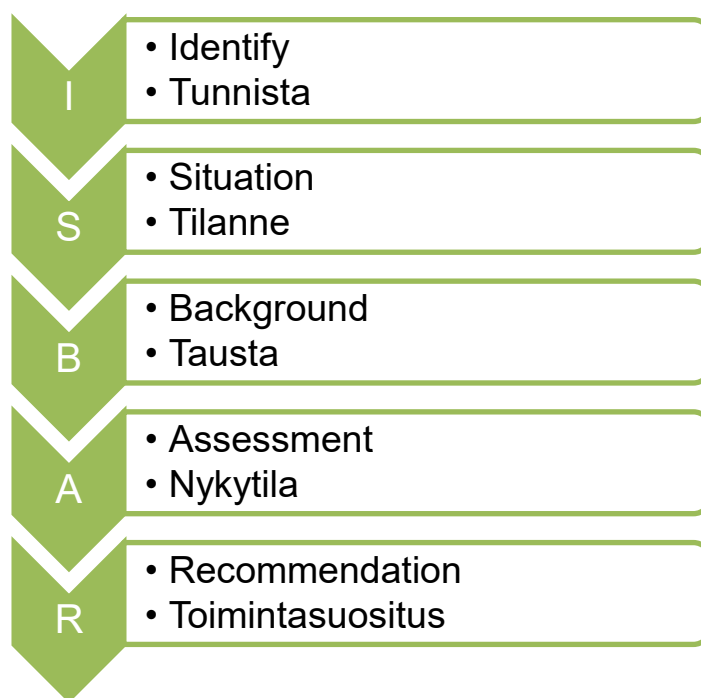 I
• Identify
• Tunnista
S
• Situation
• Tilanne
B
• Background
• Tausta
A
• Assessment
• Nykytila
R
• Recommendation
• Toimintasuositus